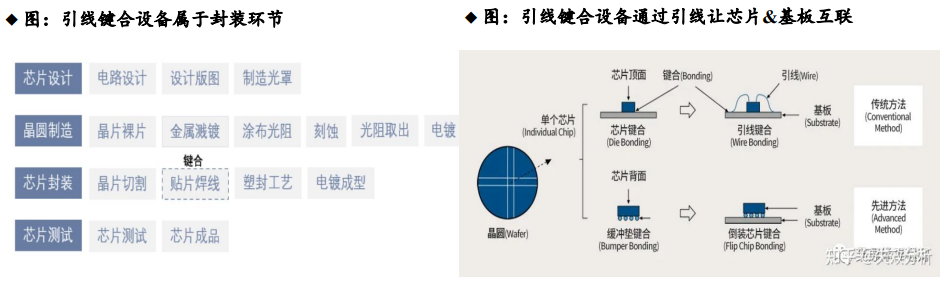 ◆ 图：引线键合设备属于封装环节
芯片设计 电路设计 设计版图 制造光罩
晶圆制造 晶片裸片 金属溅镀 涂布光阻 刻蚀 光阻取出 电镀
键合
芯片封装 晶片切割 贴片焊线 塑封工艺 电镀成型
芯片测试 芯片测试 芯片成品
◆ 图：引线键合设备通过引线让芯片&基板互联
芯片顶面
键合(Bonding)
引线(Wire)
单个芯片
(Individual Chip)
芯片键合
(Die Bonding)
引线键合
(Wire Bonding)
基板
(Substrate)
传统方法
(Conventional
Method)
芯片背面
晶圆(Wafer)
缓冲垫键合
(Bumper Bonding)
倒装芯片键合
(Flip Chip Bonding)
基板
(Substrate)
先进方法
(Advanced
Method)
知乎